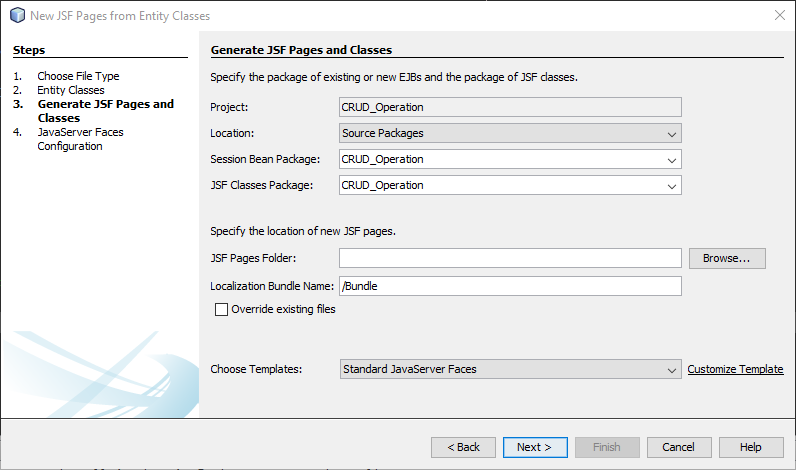 New JSF Pages from Entity Classes
Steps
1. Choose File Type
2. Entity Classes
3. Generate JSF Pages and
Classes
4. JavaServer Faces
Configuration
Generate JSF Pages and Classes
Specify the package of existing or new EJBs and the package of JSF classes.
Project: CRUD_Operation
Location: Source Packages
Session Bean Package: CRUD_Operation
JSF Classes Package: CRUD_Operation
Specify the location of new JSF pages.
JSF Pages Folder: Browse...
Localization Bundle Name: /Bundle
Override existing files
Choose Templates: Standard JavaServer Faces Customize Template
< Back Next > Finish Cancel Help